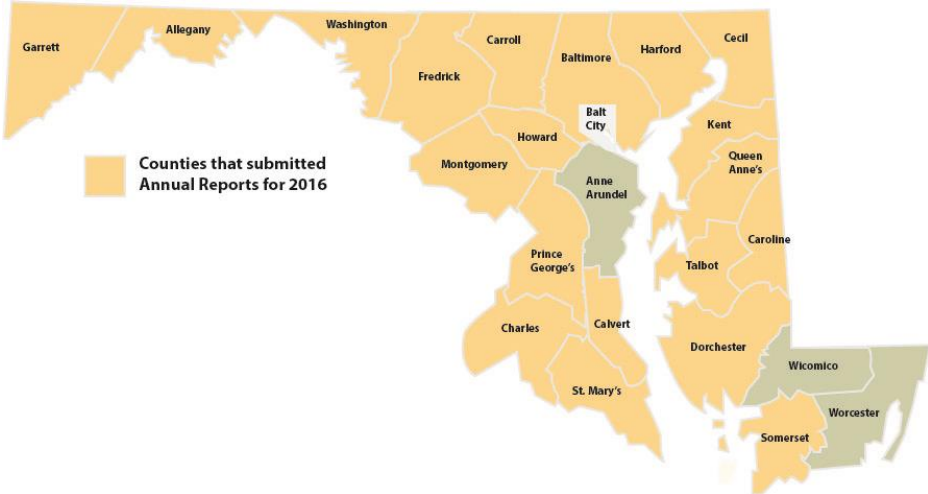 Garrett
Allegany
Washington
Carroll
Baltimore
Harford
Cecil
Fredrick
Balt
City
Kent
Howard
Montgomery
Queen
Anne's
Counties that submitted
Annual Reports for 2016
Anne
Arundel
Caroline
Prince
George's
Talbot
Charles
Calvert
Dorchester
Wicomico
St. Mary's
Worcester
Somerset